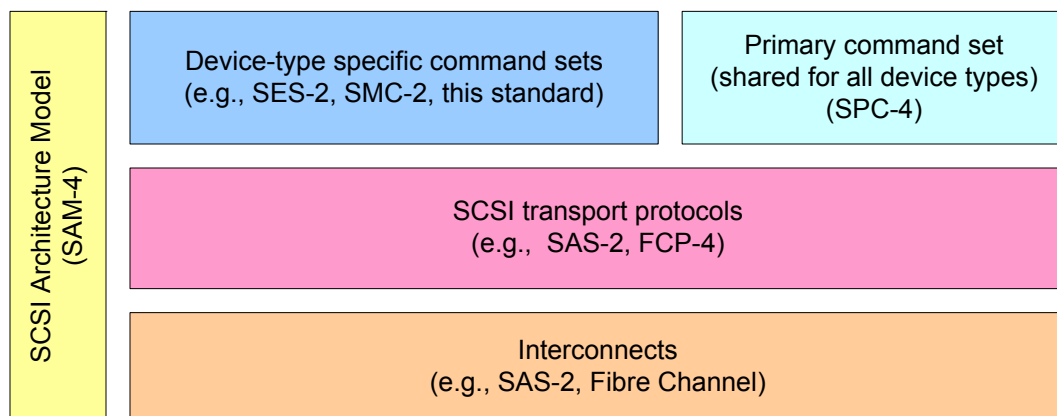 SCSI Architecture Model
(SAM-4)
Device-type specific command sets
(e.g., SES-2, SMC-2, this standard)
Primary command set
(shared for all device types)
(SPC-4)
SCSI transport protocols
(e.g.,  SAS-2, FCP-4)
Interconnects
(e.g., SAS-2, Fibre Channel)